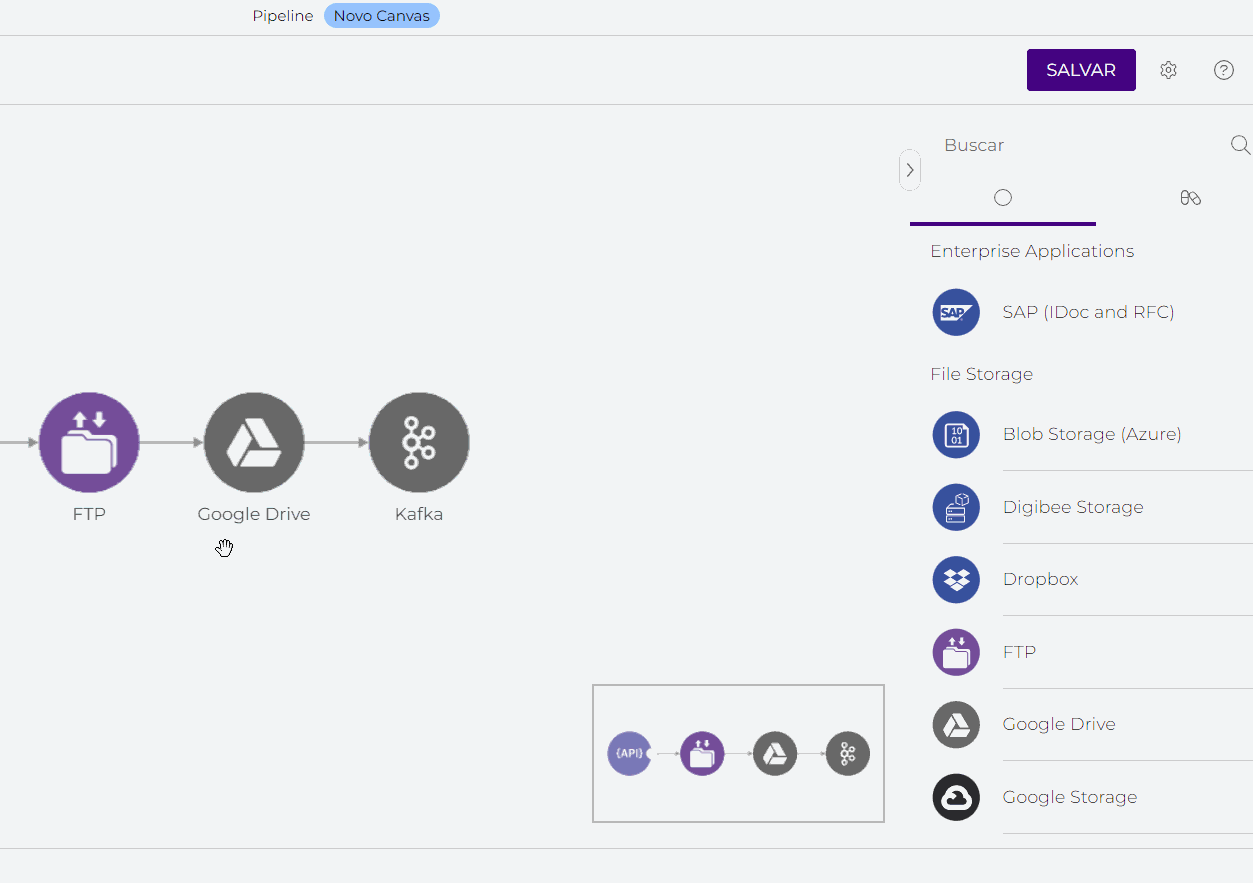 Pipeline Novo Canvas
SALVAR
?
Buscar
Enterprise Applications
SAP
SAP (IDoc and RFC)
File Storage
10
01
Blob Storage (Azure)
Digibee Storage
Dropbox
FTP
Google Drive
Google Storage
FTP
Google Drive
Kafka
{API}